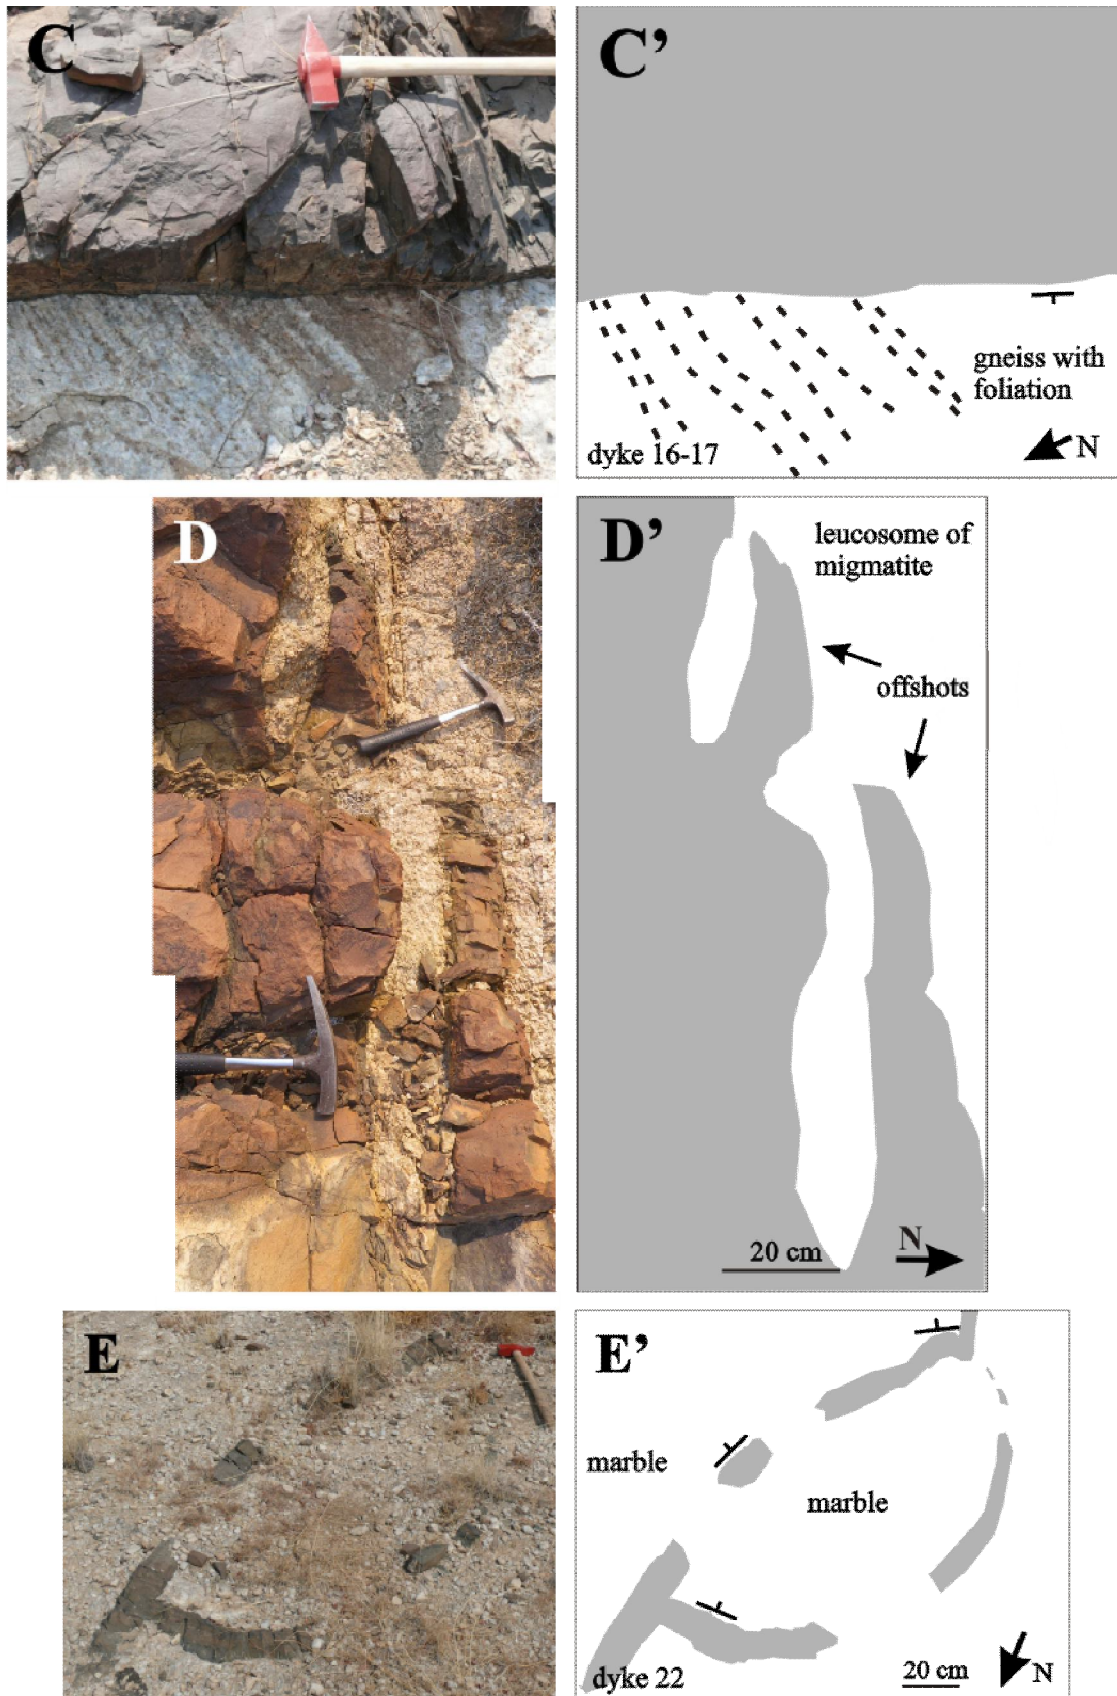 C
C’
gneiss with
foliation
dyke 16-17
N
D
D’
leucosome of
migmatite
offshots
20 cm
N
E
E’
marble
marble
dyke 22
20 cm
N